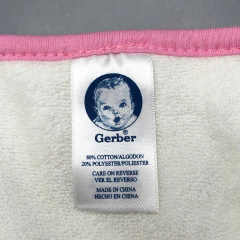 Gerber®
80% COTTON/ALGODON
20% POLYESTER/POLIESTER
CARE ON REVERSE
VER EL REVERSO
MADE IN CHINA
HECHO EN CHINA